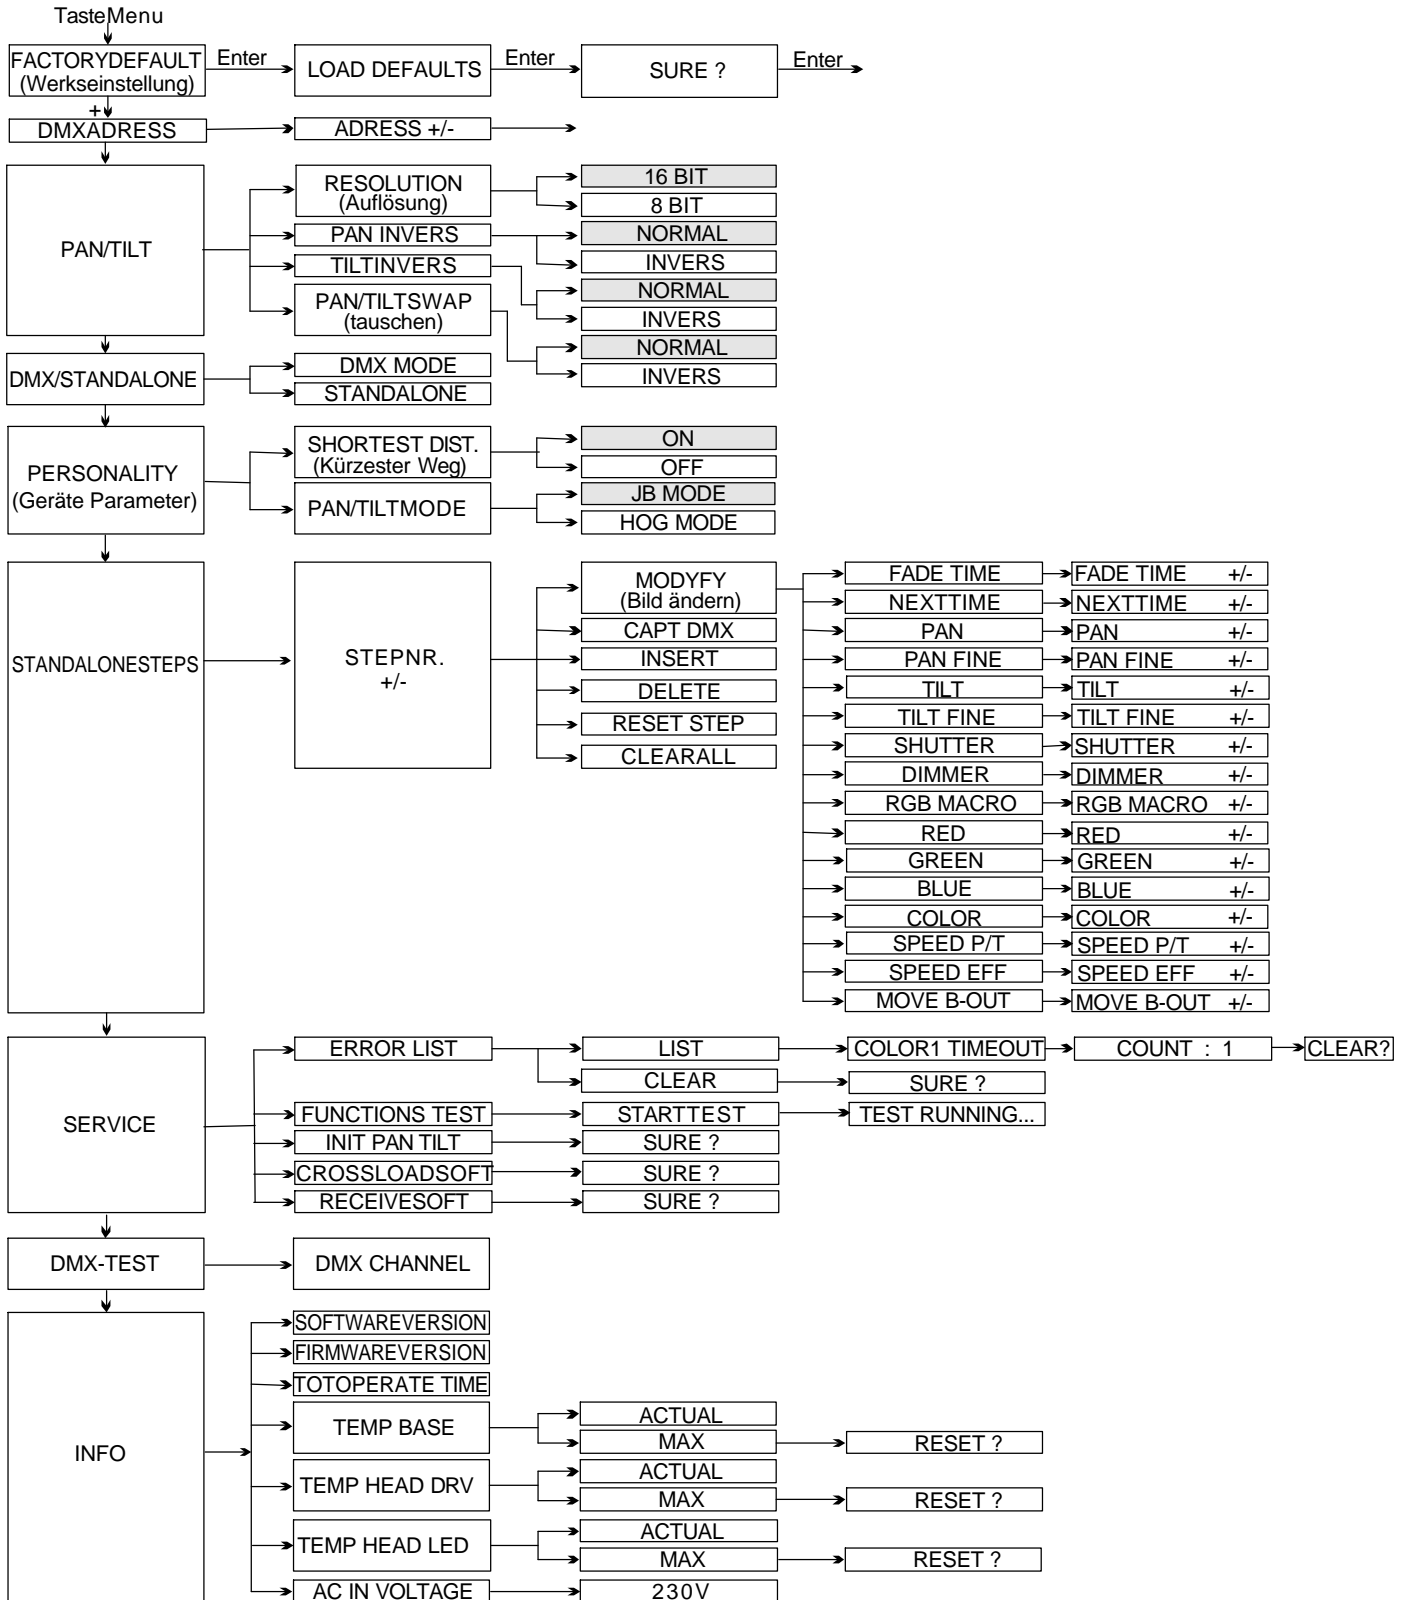 TasteMenu
FACTORYDEFAULT
(Werkseinstellung)
Enter
LOAD DEFAULTS
Enter
SURE ?
Enter
+
DMXADRESS
ADRESS +/-
PAN/TILT
RESOLUTION
(Auflösung)
16 BIT
8 BIT
PAN INVERS
NORMAL
INVERS
TILTINVERS
NORMAL
INVERS
PAN/TILTSWAP
(tauschen)
NORMAL
INVERS
DMX/STANDALONE
DMX MODE
STANDALONE
PERSONALITY
(Geräte Parameter)
SHORTEST DIST.
(Kürzester Weg)
ON
OFF
PAN/TILTMODE
JB MODE
HOG MODE
STANDALONESTEPS
STEPNR.
+/-
MODYFY
(Bild ändern)
CAPT DMX
INSERT
DELETE
RESET STEP
CLEARALL
FADE TIME FADE TIME +/-
NEXTTIME NEXTTIME +/-
PAN PAN +/-
PAN FINE PAN FINE +/-
TILT TILT +/-
TILT FINE TILT FINE +/-
SHUTTER SHUTTER +/-
DIMMER DIMMER +/-
RGB MACRO RGB MACRO +/-
RED RED +/-
GREEN GREEN +/-
BLUE BLUE +/-
COLOR COLOR +/-
SPEED P/T SPEED P/T +/-
SPEED EFF SPEED EFF +/-
MOVE B-OUT MOVE B-OUT +/-
SERVICE
ERROR LIST
LIST
COLOR1 TIMEOUT
COUNT : 1
CLEAR?
CLEAR
SURE ?
FUNCTIONS TEST
STARTTEST
TEST RUNNING...
INIT PAN TILT
SURE ?
CROSSLOADSOFT
SURE ?
RECEIVESOFT
SURE ?
DMX-TEST
DMX CHANNEL
INFO
SOFTWAREVERSION
FIRMWAREVERSION
TOTOPERATE TIME
TEMP BASE
ACTUAL
MAX
RESET ?
TEMP HEAD DRV
ACTUAL
MAX
RESET ?
TEMP HEAD LED
ACTUAL
MAX
RESET ?
AC IN VOLTAGE
230V